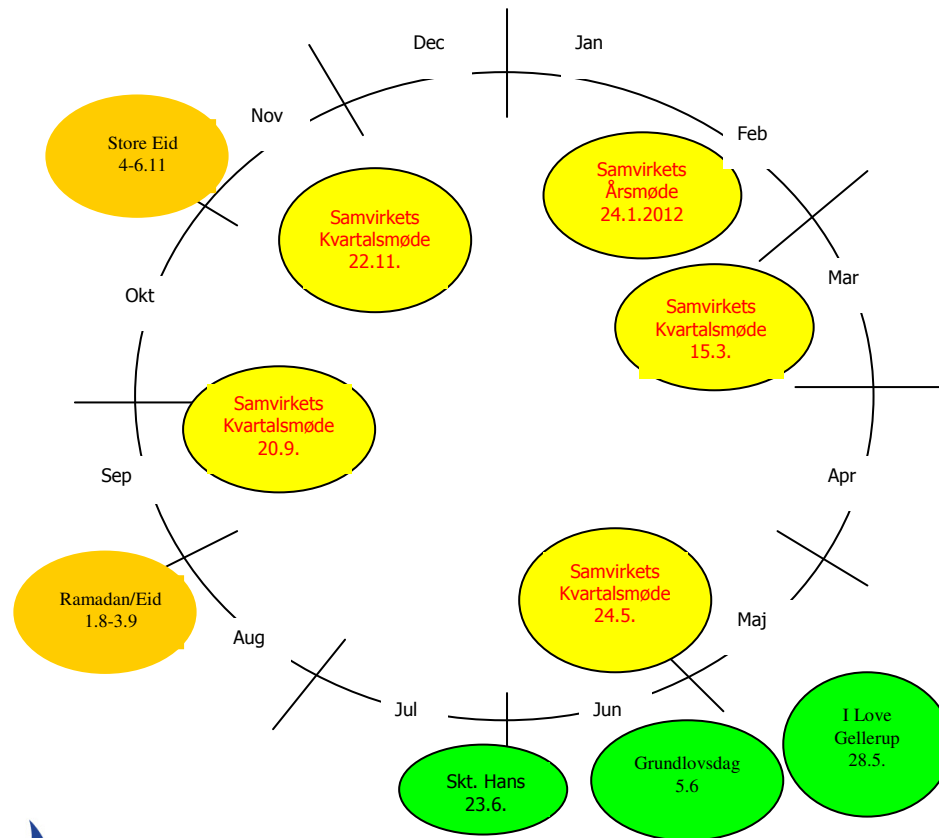 Dec
Jan
Nov
Feb
Store Eid
4-6.11
Samvirkets
Årsmøde
24.1.2012
Samvirkets
Kvartalsmøde
22.11.
Okt
Mar
Samvirkets
Kvartalsmøde
15.3.
Samvirkets
Kvartalsmøde
20.9.
Sep
Apr
Ramadan/Eid
1.8-3.9
Samvirkets
Kvartalsmøde
24.5.
Aug
Maj
Jul
Jun
I Love
Gellerup
28.5.
Grundlovsdag
5.6
Skt. Hans
23.6.